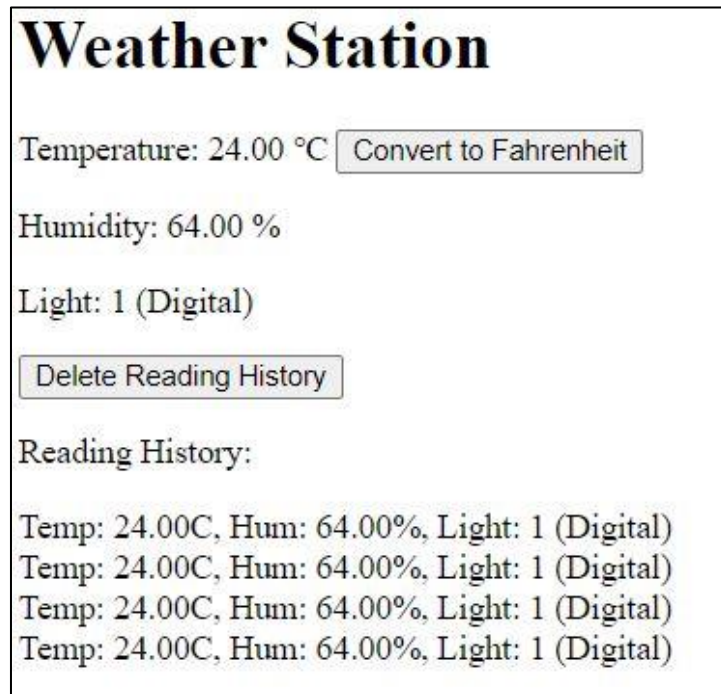 Weather Station
Temperature: 24.00 °C Convert to Fahrenheit
Humidity: 64.00 %
Light: 1 (Digital)
Delete Reading History
Reading History:
Temp: 24.00C, Hum: 64.00%, Light: 1 (Digital)
Temp: 24.00C, Hum: 64.00%, Light: 1 (Digital)
Temp: 24.00C, Hum: 64.00%, Light: 1 (Digital)
Temp: 24.00C, Hum: 64.00%, Light: 1 (Digital)